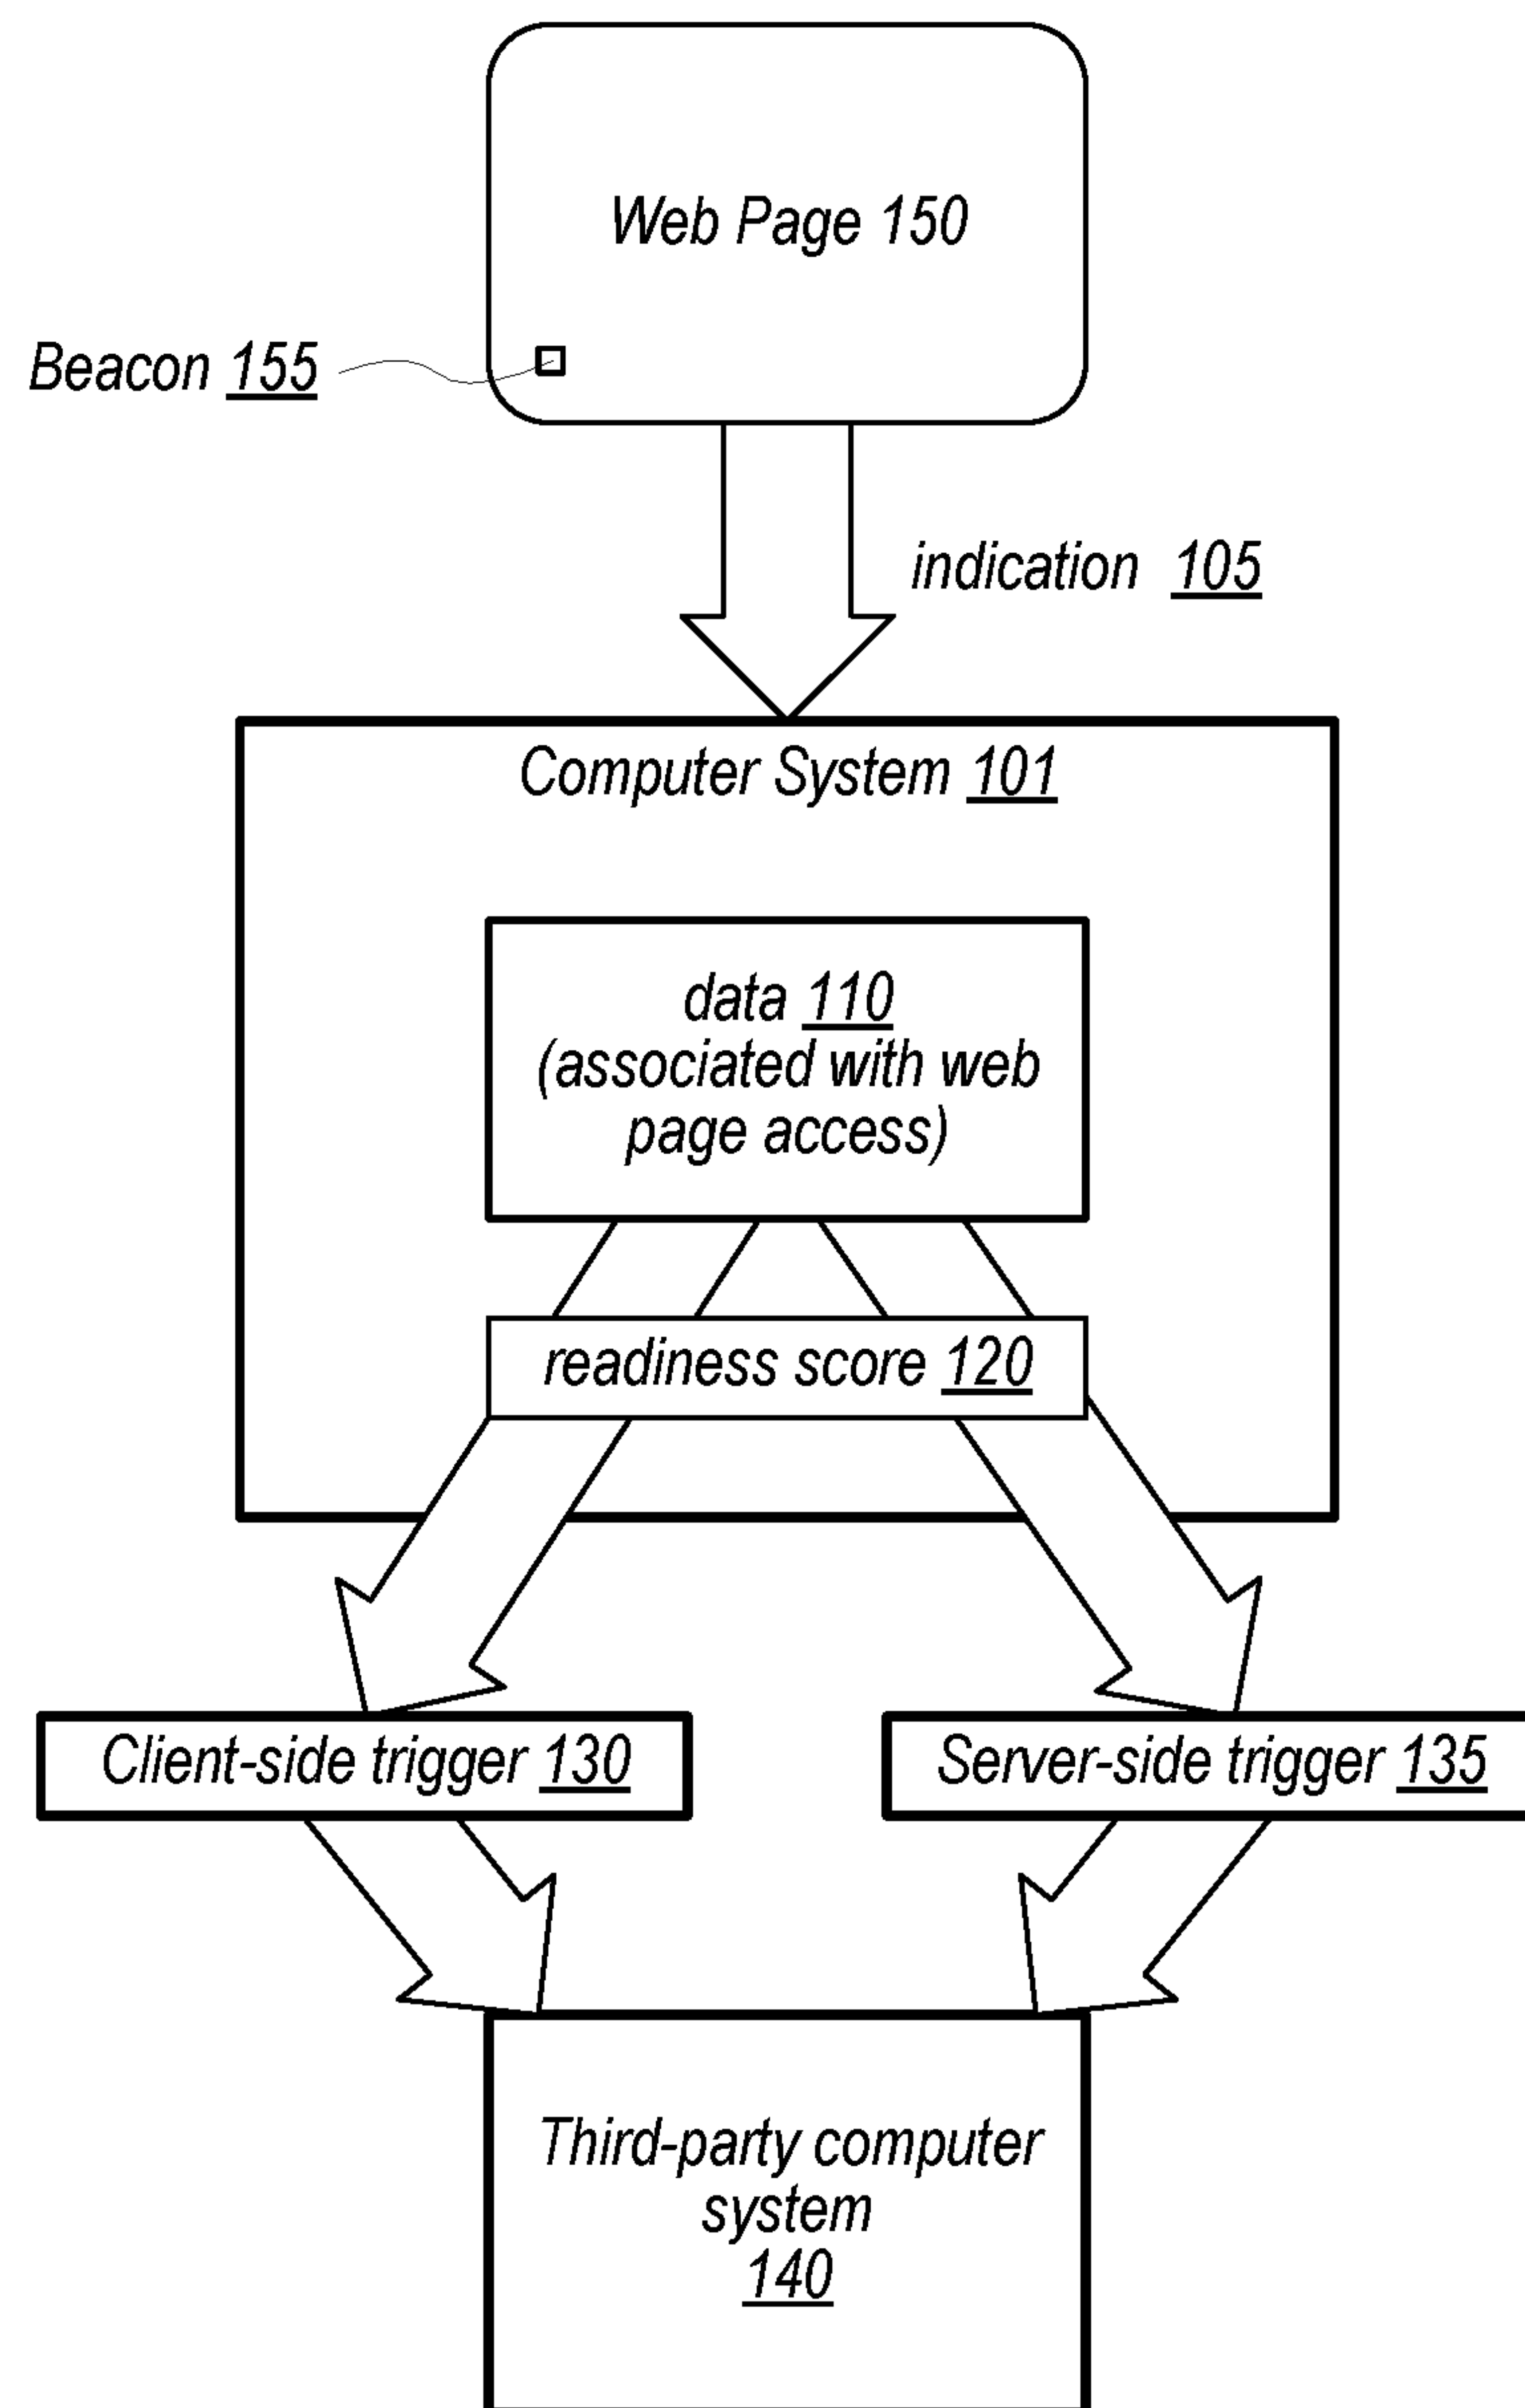 Web Page 150
Beacon 155
indication 105
Computer System 101
data 110
(associated with web
page access)
readiness score 120
Client-side trigger 130
Server-side trigger 135
Third-party computer
system
140